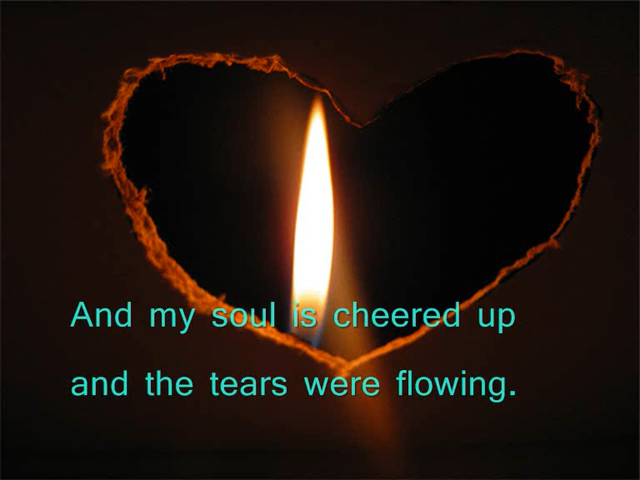 And my soul is cheered up
and the tears were flowing.